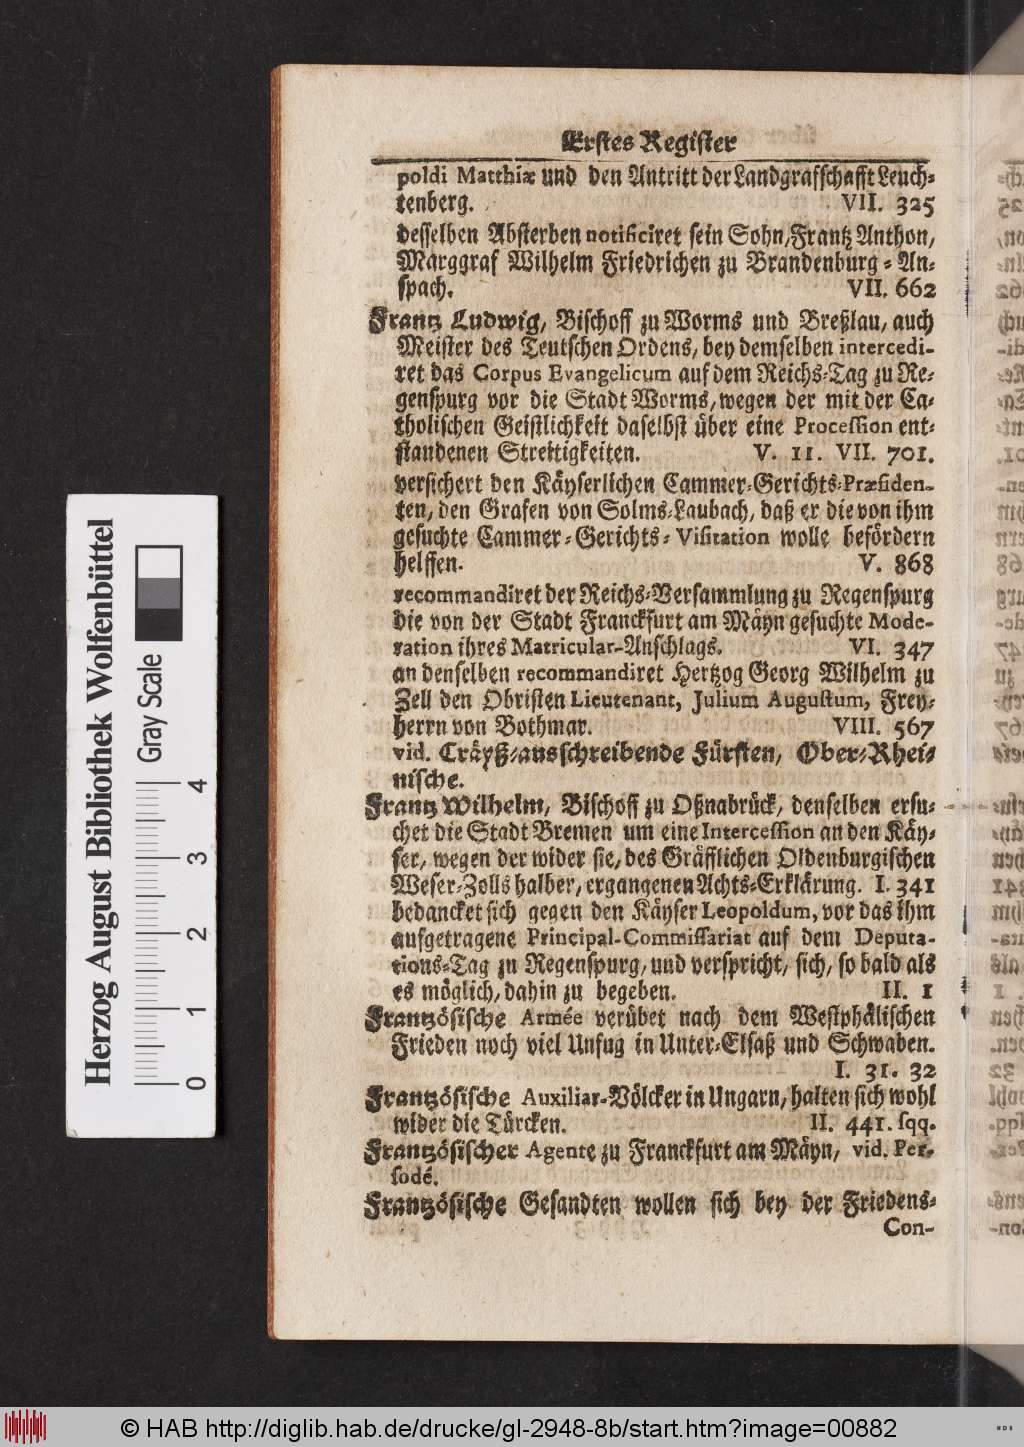 Erstes Register
poldi Matthiæ und den Antritt der Landgrafschafft Leuch-
tenberg. VII. 325
desselben Absterben notificiret sein Sohn, Frantz Anthon,
Marggraf Wilhelm Friedrichen zu Brandenburg-An-
spach. VII. 662
Frantz Ludwig, Bischoff zu Worms und Breßlau, auch
Meister des Teutschen Ordens, bey demselben intercedi-
ret das Corpus Evangelicum auf dem Reichs-Tag zu Re-
genspurg vor die Stadt Worms, wegen der mit der Ca-
tholischen Geistlichkeit daselbst über eine Procession ent-
standenen Streitigkeiten. V. 11. VII. 701.
versichert den Käyserlichen Cammer-Gerichts-Præsiden-
ten, den Grafen von Solms-Laubach, daß er die von ihm
gesuchte Cammer-Gerichts-Visitation wolle befördern
helffen. V. 868
recommandiret der Reichs-Versammlung zu Regenspurg
die von der Stadt Franckfurt am Mäyn gesuchte Mode-
ration ihres Matricular-Anschlags. VI. 347
an denselben recommandiret Hertzog Georg Wilhelm zu
Zell den Obristen Lieutenant, Julium Augustum, Frey-
herrn von Bothmar. VIII. 567
vid. Cräyß-ausschreibende Fürsten, Ober-Rhei-
nische.
Frantz Wilhelm, Bischoff zu Oßnabrück, denselben ersu-
chet die Stadt Bremen um eine Intercession an den Käy-
ser, wegen der wider sie, des Gräfflichen Oldenburgischen
Weser-Zolls halber, ergangenen Achts-Erklärung. I. 341
bedancket sich gegen den Käyser Leopoldum, vor das ihm
aufgetragene Principal-Commissariat auf dem Deputa-
tions-Tag zu Regenspurg, und verspricht, sich, so bald als
es möglich, dahin zu begeben. II. 1
Frantzösische Armée verübet nach dem Westphälischen
Frieden noch viel Unfug in Unter-Elsaß und Schwaben.
I. 31. 32
Frantzösische Auxiliar-Völcker in Ungarn, halten sich wohl
wider die Türcken. II. 441. sqq.
Frantzösischer Agente zu Franckfurt am Mäyn, vid. Per-
sodé.
Frantzösische Gesandten wollen sich bey der Friedens-
Con-
Herzog August Bibliothek Wolfenbüttel
Gray Scale
0 1 2 3 4
© HAB http://diglib.hab.de/drucke/gl-2948-8b/start.htm?image=00882